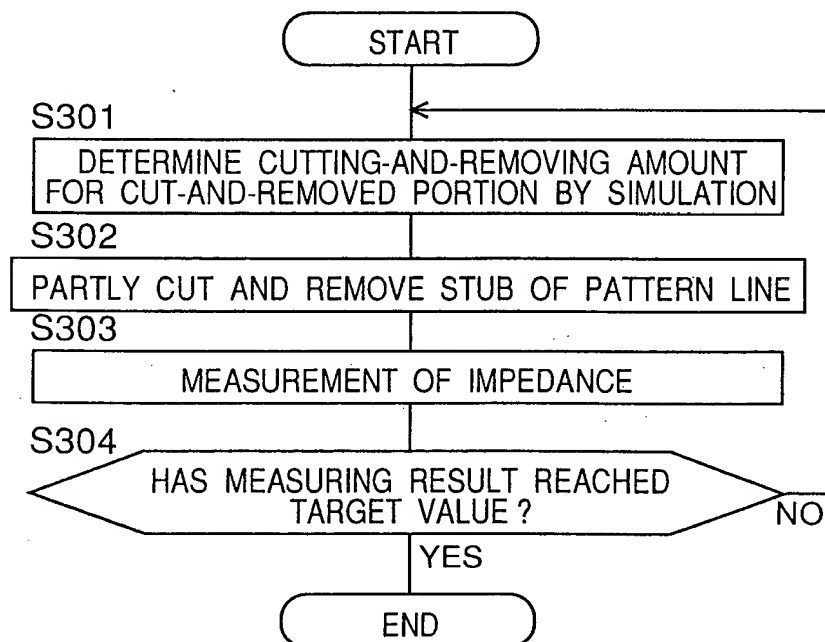 START
S301
DETERMINE CUTTING-AND-REMOVING AMOUNT
FOR CUT-AND-REMOVED PORTION BY SIMULATION
S302
PARTLY CUT AND REMOVE STUB OF PATTERN LINE
S303
MEASUREMENT OF IMPEDANCE
S304
HAS MEASURING RESULT REACHED
TARGET VALUE ?
NO
YES
END